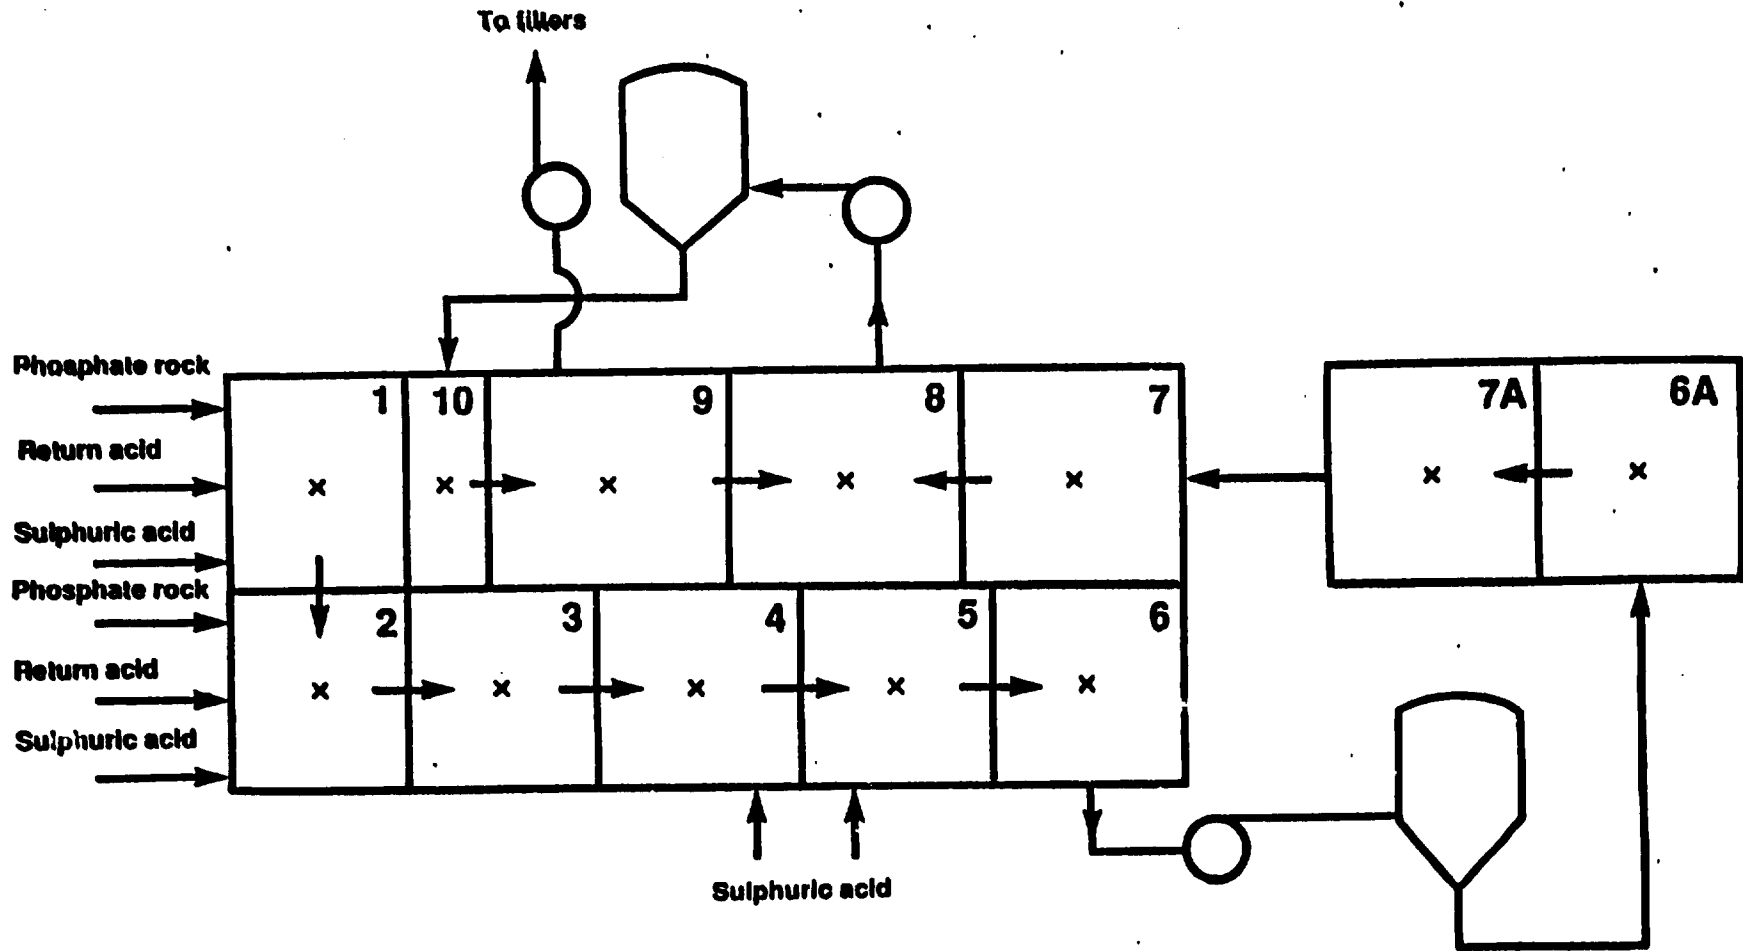 To filters
Phosphate rock
1
10
9
8
7
7A
6A
Return acid
Sulphuric acid
Phosphate rock
2
3
4
5
6
Return acid
Sulphuric acid
Sulphuric acid